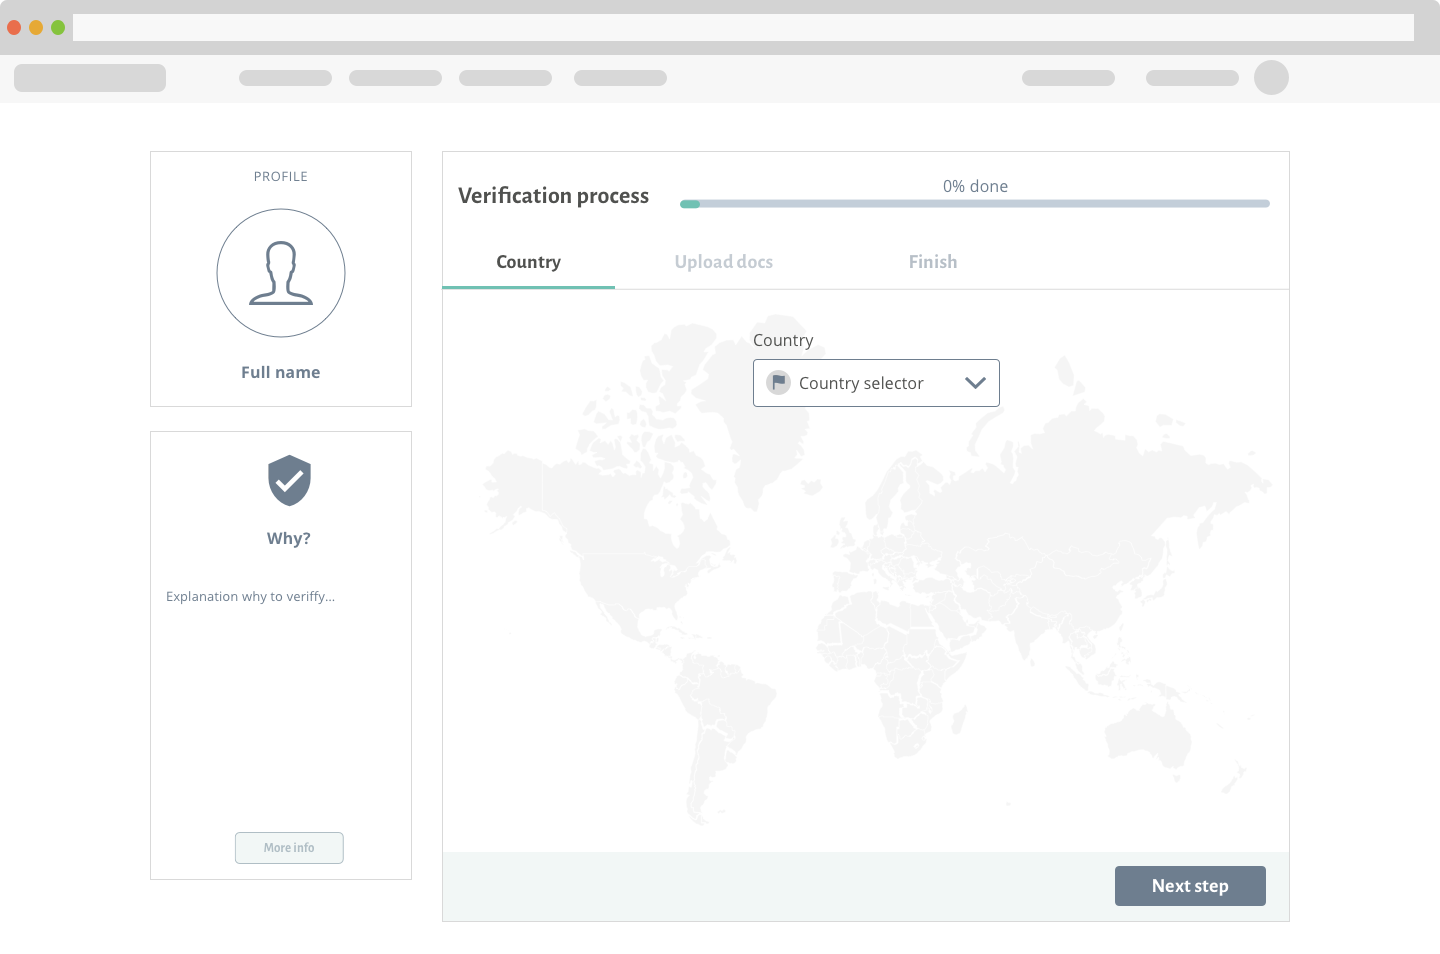 PROFILE
Full name
Why?
Explanation why to veriffy...
More info
Verification process
0% done
Country
Upload docs
Finish
Country
Country selector
Next step